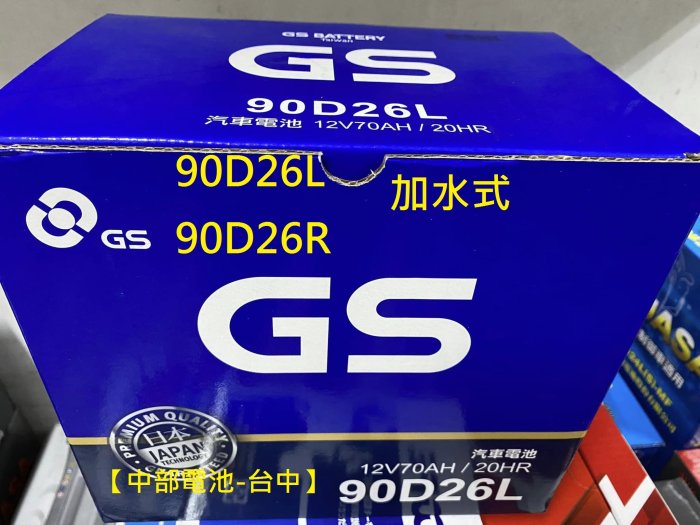 GS BATTERY
Taiwan
GS
90D26L
汽車電池 12V70AH / 20HR
90D26L
加水式
GS
90D26R
GS
PREMIUM QUALITY
日本
JAPAN
TECHNOLOGY
汽車電池
12V70AH / 20HR
【中部電池-台中】
90D26L